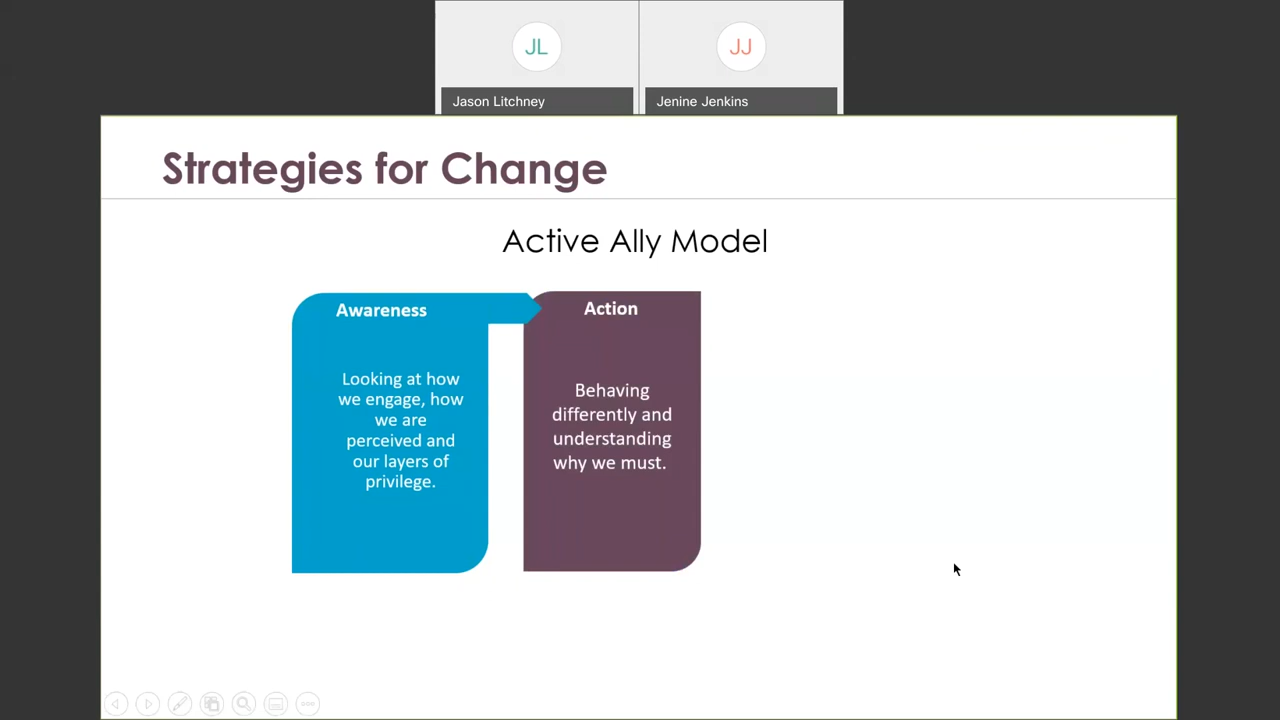 JL
JJ
Jason Litchney
Jenine Jenkins
Strategies for Change
Active Ally Model
Awareness
Looking at how
we engage, how
we are
perceived and
our layers of
privilege.
Action
Behaving
differently and
understanding
why we must.